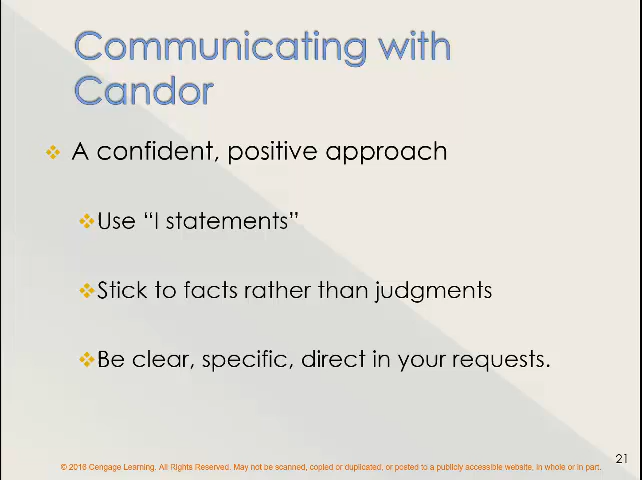 Communicating with
Candor
A confident, positive approach
Use “I statements”
Stick to facts rather than judgments
Be clear, specific, direct in your requests.
21
© 2016 Cengage Learning. All Rights Reserved. May not be scanned, copied or duplicated, or posted to a publicly accessible website, in whole or in part.